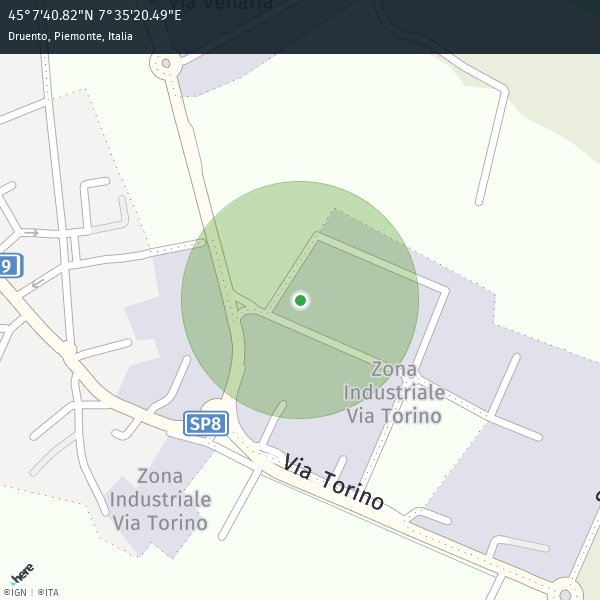 45°7'40.82"N 7°35'20.49"E
Druento, Piemonte, Italia
Via Venaria
9
Zona
Industriale
Via Torino
SP8
Via Torino
Zona
Industriale
Via Torino
here
©IGN | ©ITA